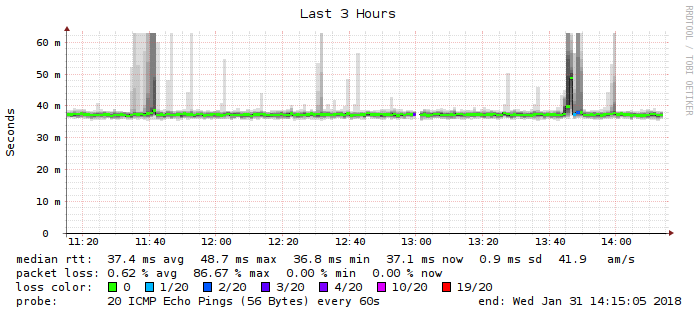 Last 3 Hours
RRDTOOL / TOBI OETIKER
Seconds
60 m
50 m
40 m
30 m
20 m
10 m
0
11:20 11:40 12:00 12:20 12:40 13:00 13:20 13:40 14:00
median rtt: 37.4 ms avg 48.7 ms max 36.8 ms min 37.1 ms now 0.9 ms sd 41.9 am/s
packet loss: 0.62 % avg 86.67 % max 0.00 % min 0.00 % now
loss color: 0 1/20 2/20 3/20 4/20 10/20 19/20
probe: 20 ICMP Echo Pings (56 Bytes) every 60s end: Wed Jan 31 14:15:05 2018